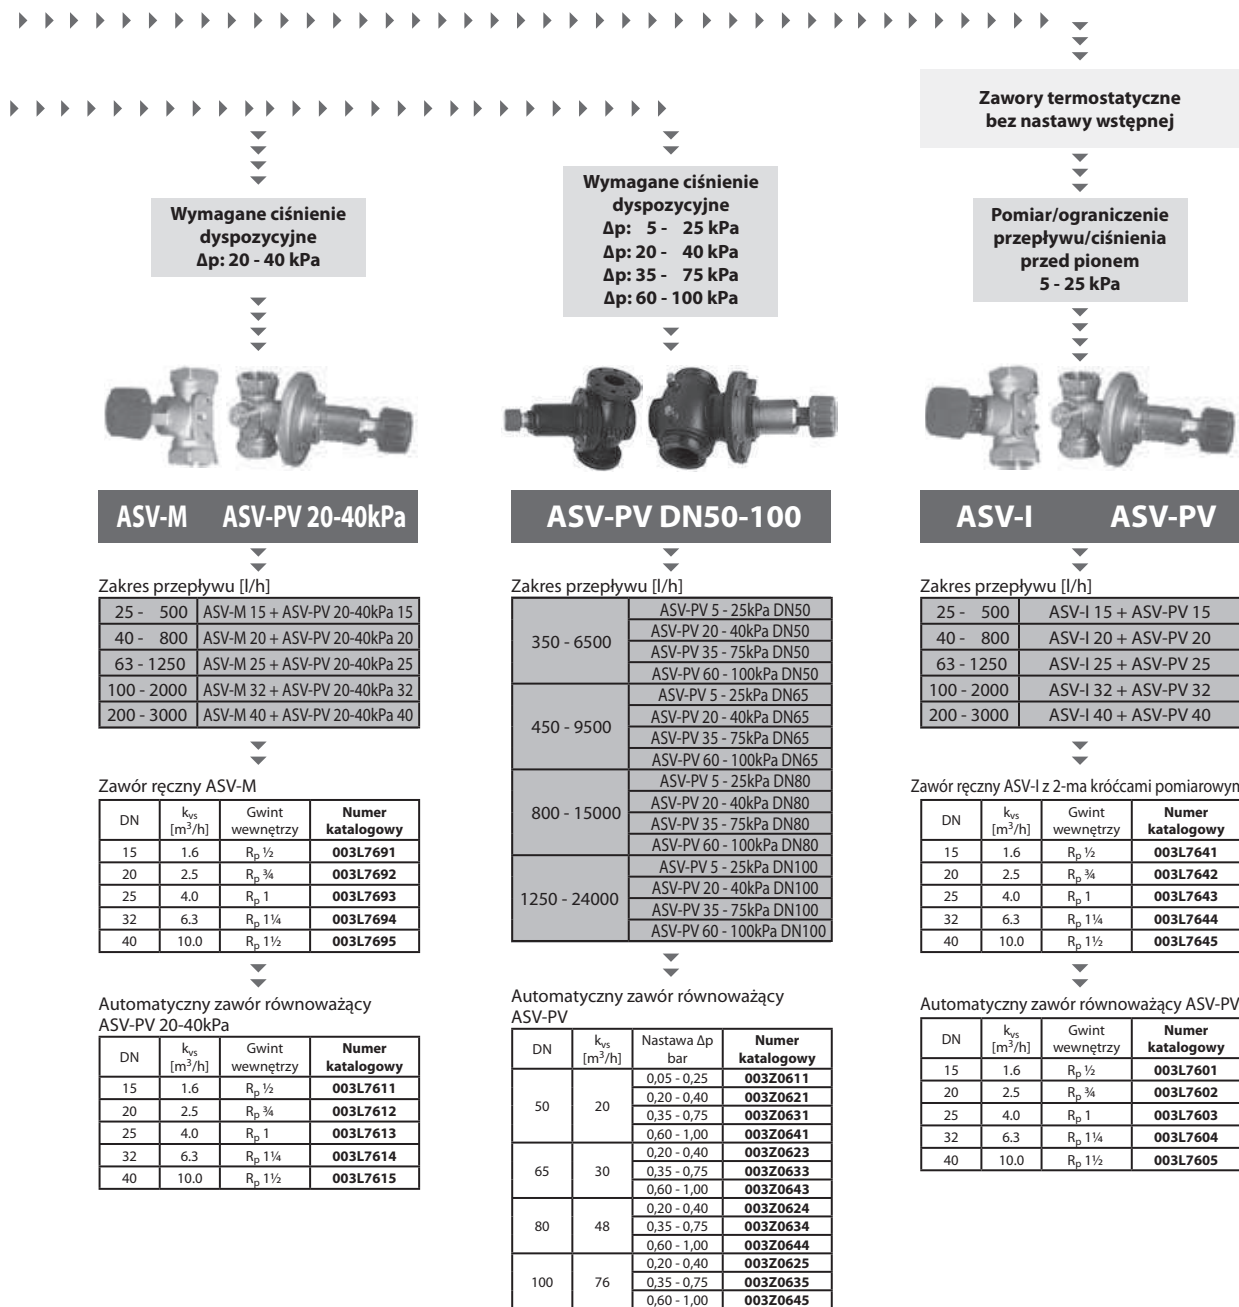 Zawory termostatyczne
bez nastawy wstępnej
Wymagane ciśnienie
dyspozycyjne
Δp: 20 - 40 kPa
Wymagane ciśnienie
dyspozycyjne
Δp: 5 - 25 kPa
Δp: 20 - 40 kPa
Δp: 35 - 75 kPa
Δp: 60 - 100 kPa
Pomiar/ograniczenie
przepływu/ciśnienia
przed pionem
5 - 25 kPa
ASV-M ASV-PV 20-40kPa
Zakres przepływu [l/h]
25 - 500 ASV-M 15 + ASV-PV 20-40kPa 15
40 - 800 ASV-M 20 + ASV-PV 20-40kPa 20
63 - 1250 ASV-M 25 + ASV-PV 20-40kPa 25
100 - 2000 ASV-M 32 + ASV-PV 20-40kPa 32
200 - 3000 ASV-M 40 + ASV-PV 20-40kPa 40
Zawór ręczny ASV-M
DN kvs [m³/h] Gwint wewnętrzy Numer katalogowy
15 1.6 Rp ½ 003L7691
20 2.5 Rp ¾ 003L7692
25 4.0 Rp 1 003L7693
32 6.3 Rp 1¼ 003L7694
40 10.0 Rp 1½ 003L7695
Automatyczny zawór równoważący
ASV-PV 20-40kPa
DN kvs [m³/h] Gwint wewnętrzy Numer katalogowy
15 1.6 Rp ½ 003L7611
20 2.5 Rp ¾ 003L7612
25 4.0 Rp 1 003L7613
32 6.3 Rp 1¼ 003L7614
40 10.0 Rp 1½ 003L7615
ASV-PV DN50-100
Zakres przepływu [l/h]
350 - 6500
ASV-PV 5 - 25kPa DN50
ASV-PV 20 - 40kPa DN50
ASV-PV 35 - 75kPa DN50
ASV-PV 60 - 100kPa DN50
450 - 9500
ASV-PV 5 - 25kPa DN65
ASV-PV 20 - 40kPa DN65
ASV-PV 35 - 75kPa DN65
ASV-PV 60 - 100kPa DN65
800 - 15000
ASV-PV 5 - 25kPa DN80
ASV-PV 20 - 40kPa DN80
ASV-PV 35 - 75kPa DN80
ASV-PV 60 - 100kPa DN80
1250 - 24000
ASV-PV 5 - 25kPa DN100
ASV-PV 20 - 40kPa DN100
ASV-PV 35 - 75kPa DN100
ASV-PV 60 - 100kPa DN100
Automatyczny zawór równoważący
ASV-PV
DN kvs [m³/h] Nastawa Δp bar Numer katalogowy
50 20
0,05 - 0,25 003Z0611
0,20 - 0,40 003Z0621
0,35 - 0,75 003Z0631
0,60 - 1,00 003Z0641
65 30
0,20 - 0,40 003Z0623
0,35 - 0,75 003Z0633
0,60 - 1,00 003Z0643
80 48
0,20 - 0,40 003Z0624
0,35 - 0,75 003Z0634
0,60 - 1,00 003Z0644
100 76
0,20 - 0,40 003Z0625
0,35 - 0,75 003Z0635
0,60 - 1,00 003Z0645
ASV-I ASV-PV
Zakres przepływu [l/h]
25 - 500 ASV-I 15 + ASV-PV 15
40 - 800 ASV-I 20 + ASV-PV 20
63 - 1250 ASV-I 25 + ASV-PV 25
100 - 2000 ASV-I 32 + ASV-PV 32
200 - 3000 ASV-I 40 + ASV-PV 40
Zawór ręczny ASV-I z 2-ma króćcami pomiarowym
DN kvs [m³/h] Gwint wewnętrzy Numer katalogowy
15 1.6 Rp ½ 003L7641
20 2.5 Rp ¾ 003L7642
25 4.0 Rp 1 003L7643
32 6.3 Rp 1¼ 003L7644
40 10.0 Rp 1½ 003L7645
Automatyczny zawór równoważący ASV-PV
DN kvs [m³/h] Gwint wewnętrzy Numer katalogowy
15 1.6 Rp ½ 003L7601
20 2.5 Rp ¾ 003L7602
25 4.0 Rp 1 003L7603
32 6.3 Rp 1¼ 003L7604
40 10.0 Rp 1½ 003L7605